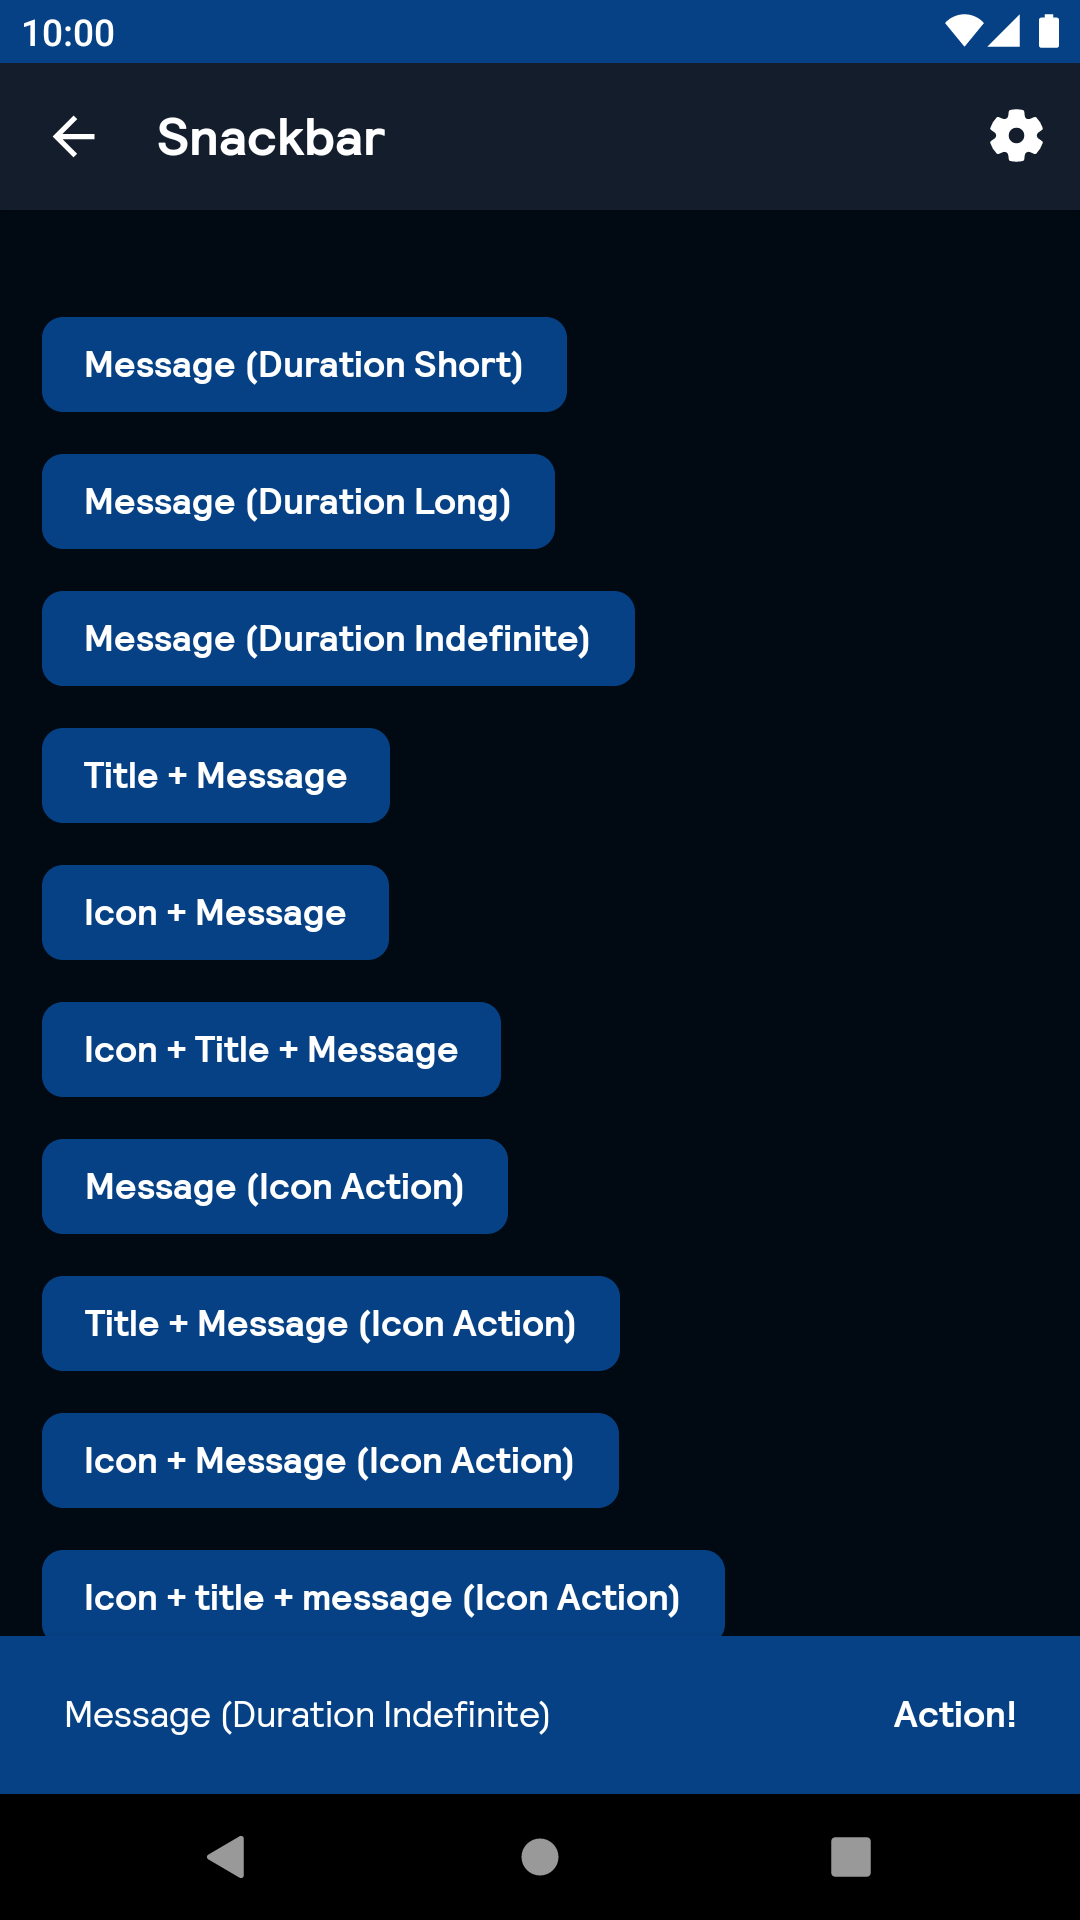 10:00
Snackbar
Message (Duration Short)
Message (Duration Long)
Message (Duration Indefinite)
Title + Message
Icon + Message
Icon + Title + Message
Message (Icon Action)
Title + Message (Icon Action)
Icon + Message (Icon Action)
Icon + title + message (Icon Action)
Message (Duration Indefinite) Action!